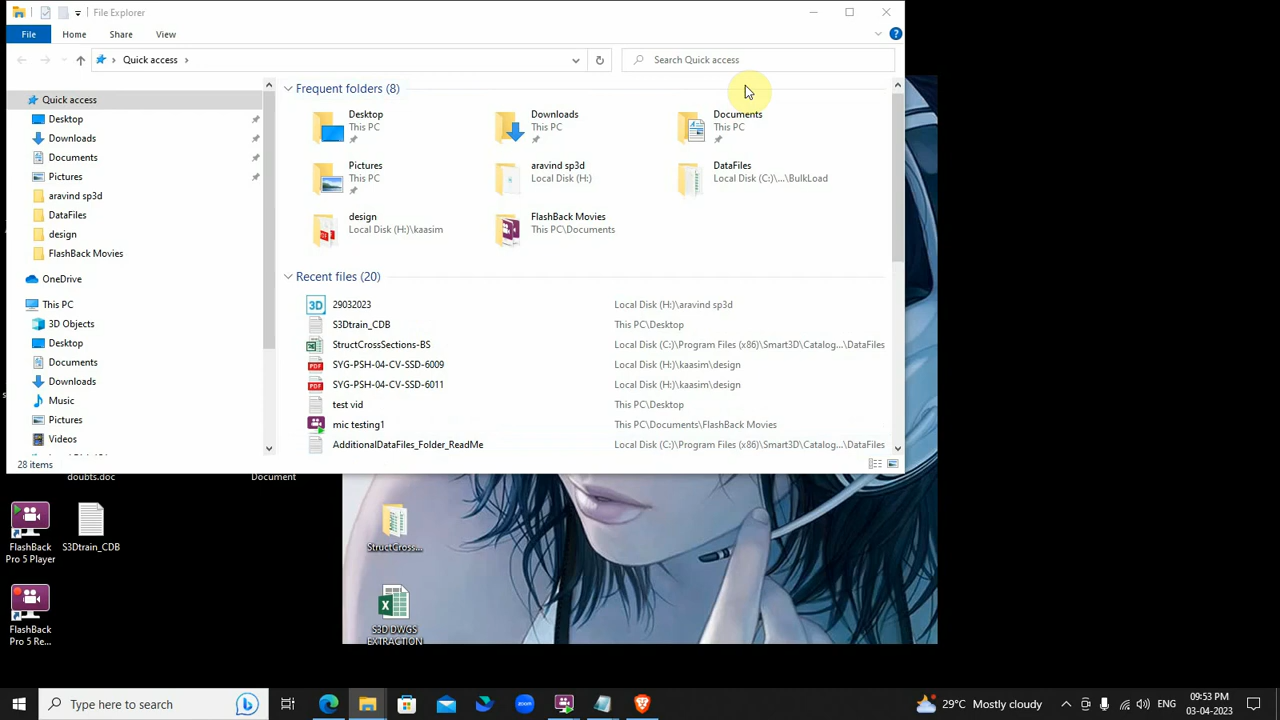 File Explorer
File Home Share View
Quick access
Search Quick access
Quick access
Desktop
Downloads
Documents
Pictures
aravind sp3d
DataFiles
design
FlashBack Movies
OneDrive
This PC
3D Objects
Desktop
Documents
Downloads
Music
Pictures
Videos
Frequent folders (8)
Desktop
This PC
Downloads
This PC
Documents
This PC
Pictures
This PC
aravind sp3d
Local Disk (H:)
DataFiles
Local Disk (C:)\...\BulkLoad
design
Local Disk (H:)\kaasim
FlashBack Movies
This PC\Documents
Recent files (20)
29032023 Local Disk (H:)\aravind sp3d
S3Dtrain_CDB This PC\Desktop
StructCrossSections-BS Local Disk (C:)\Program Files (x86)\Smart3D\Catalog...\DataFiles
SYG-PSH-04-CV-SSD-6009 Local Disk (H:)\kaasim\design
SYG-PSH-04-CV-SSD-6011 Local Disk (H:)\kaasim\design
test vid This PC\Desktop
mic testing1 This PC\Documents\FlashBack Movies
AdditionalDataFiles_Folder_ReadMe Local Disk (C:)\Program Files (x86)\Smart3D\Catalog...\DataFiles
28 items
doubts.doc
Document
FlashBack
Pro 5 Player
S3Dtrain_CDB
StructCross...
FlashBack
Pro 5 Re...
S3D DWGS
EXTRACTION
Type here to search
zoom
29°C Mostly cloudy
ENG
09:53 PM
03-04-2023